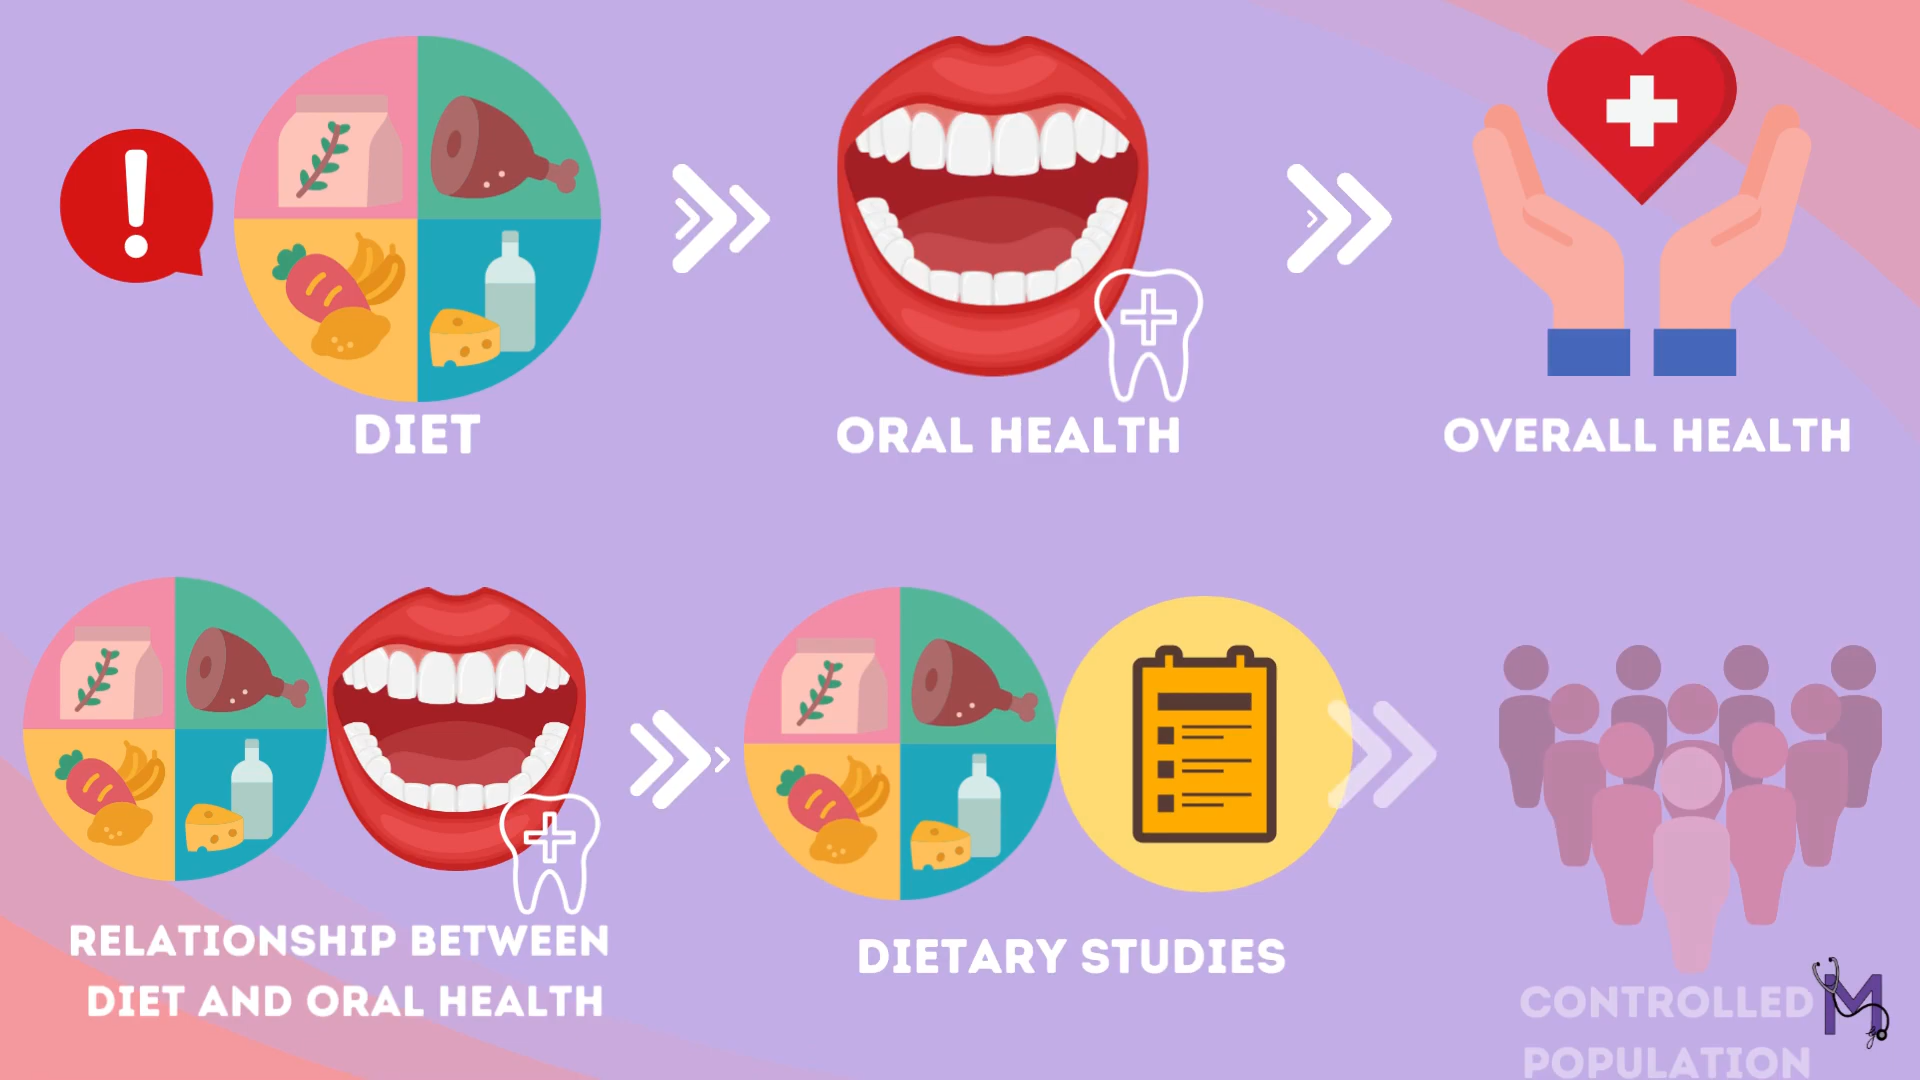 DIET
ORAL HEALTH
OVERALL HEALTH
RELATIONSHIP BETWEEN
DIET AND ORAL HEALTH
DIETARY STUDIES
CONTROLLED
POPULATION
M